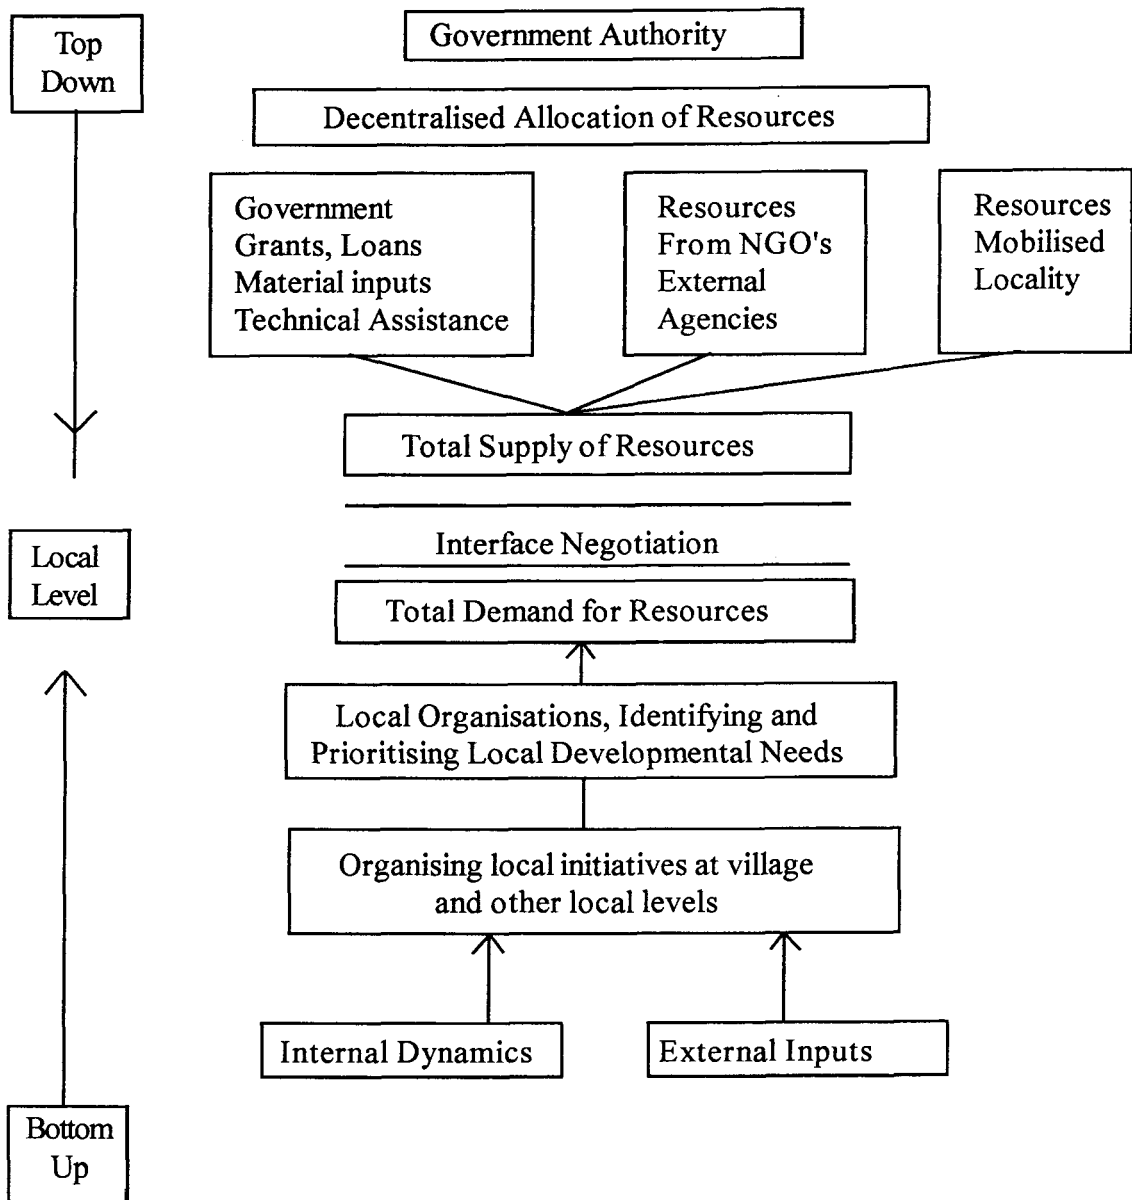 Top
Down
Government Authority
Decentralised Allocation of Resources
Government
Grants, Loans
Material inputs
Technical Assistance
Resources
From NGO's
External
Agencies
Resources
Mobilised
Locality
Total Supply of Resources
Interface Negotiation
Local
Level
Total Demand for Resources
Local Organisations, Identifying and
Prioritising Local Developmental Needs
Organising local initiatives at village
and other local levels
Internal Dynamics
External Inputs
Bottom
Up